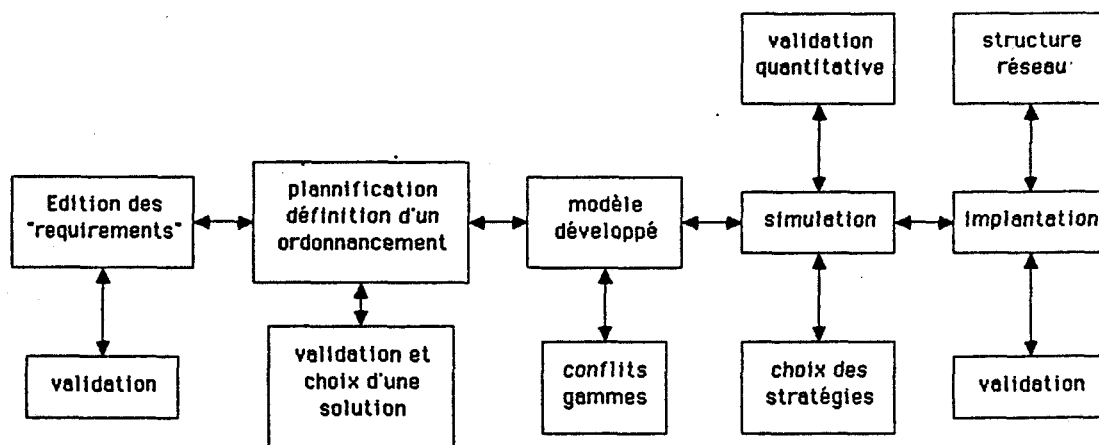 validation
quantitative
structure
réseau
Edition des
"requirements"
plannification
définition d'un
ordonnancement
modèle
développé
simulation
implantation
validation
validation et
choix d'une
solution
conflits
gammes
choix des
stratégies
validation